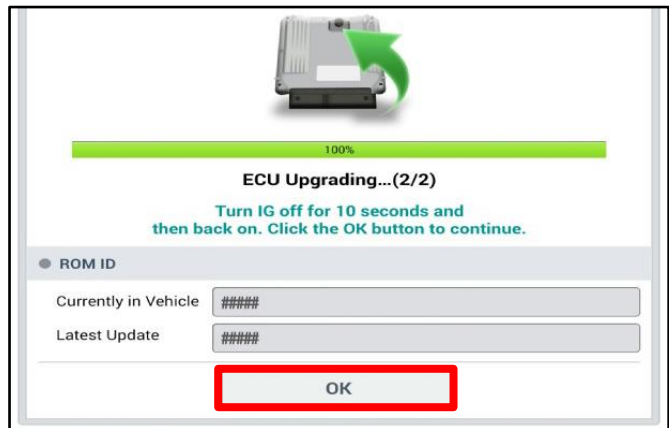 100%
ECU Upgrading...(2/2)
Turn IG off for 10 seconds and
then back on. Click the OK button to continue.
ROM ID
Currently in Vehicle #####
Latest Update #####
OK